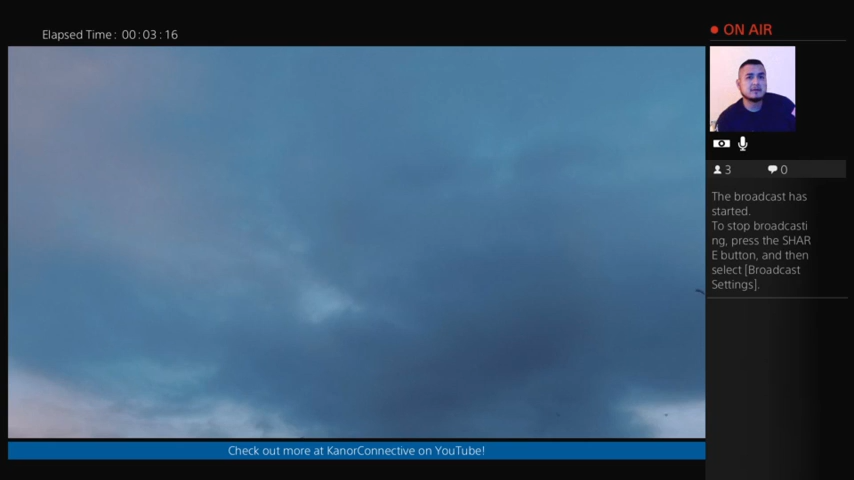 Elapsed Time: 00:03:16
ON AIR
3
0
The broadcast has
started.
To stop broadcasti
ng, press the SHAR
E button, and then
select [Broadcast
Settings].
Check out more at KanorConnective on YouTube!